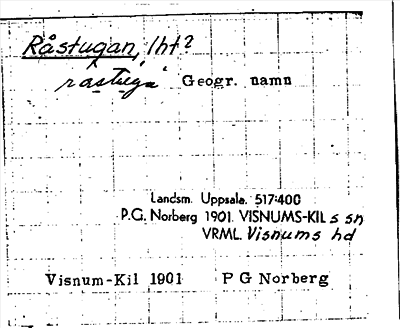 Råstugan, lht?
råstuga Geogr. namn
Landsm. Uppsala. 517:400
P.G. Norberg 1901. VISNUMS-KIL s sn
VRML. Visnums hd
Visnum-Kil 1901 P G Norberg